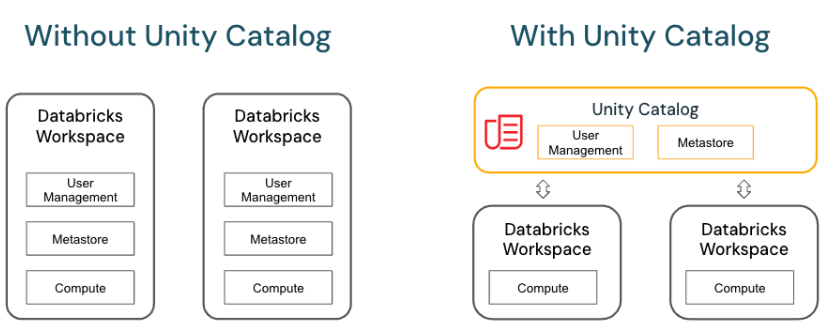 Without Unity Catalog
Databricks
Workspace
User
Management
Metastore
Compute
Databricks
Workspace
User
Management
Metastore
Compute
With Unity Catalog
Unity Catalog
User
Management
Metastore
Databricks
Workspace
Compute
Databricks
Workspace
Compute